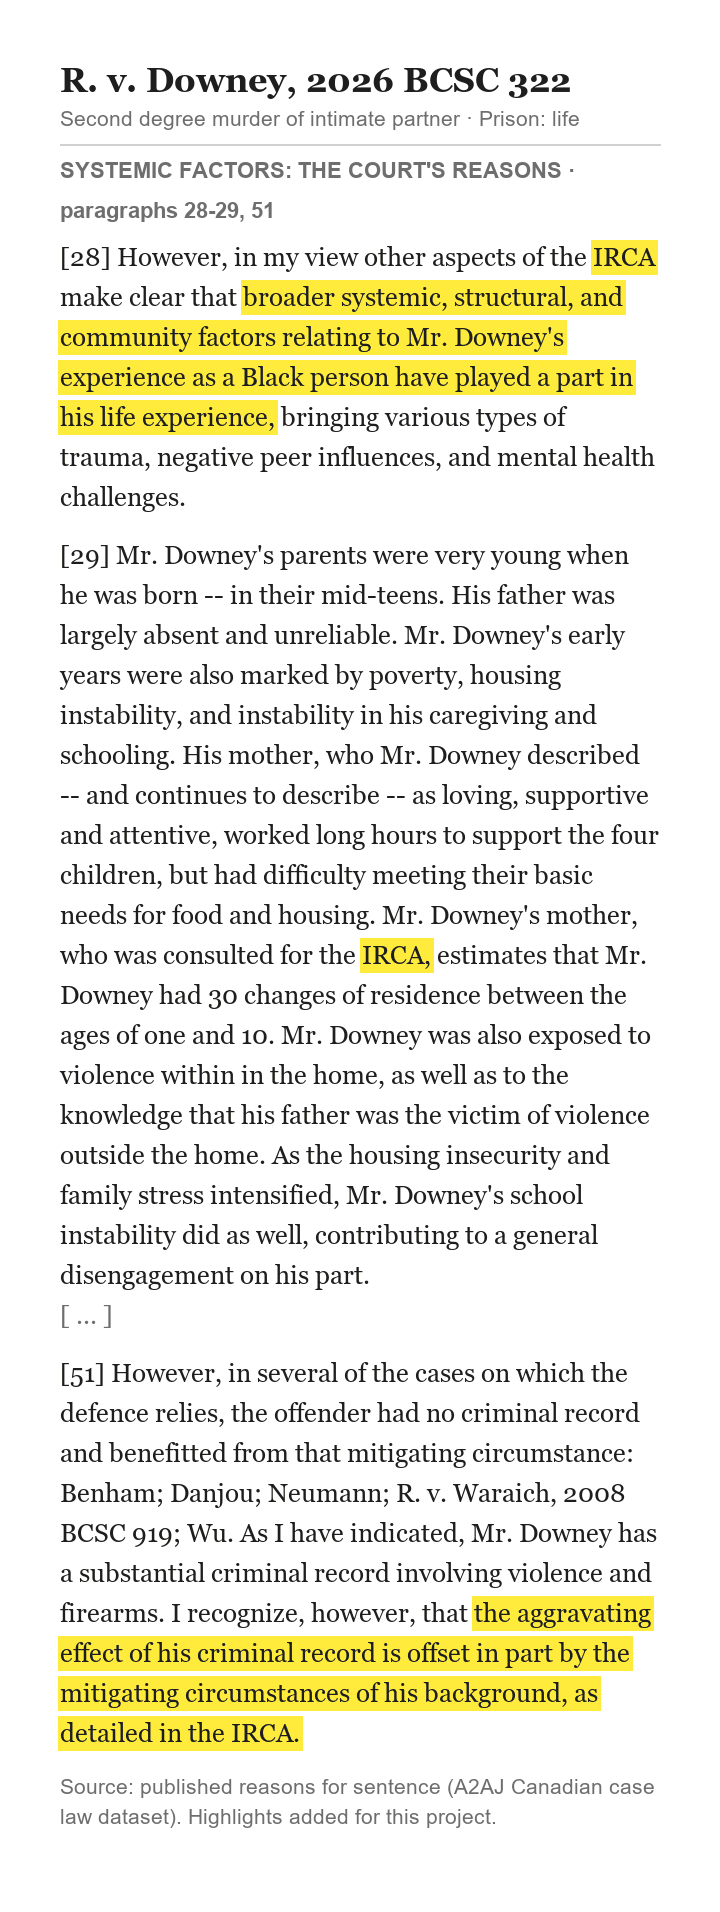 R. v. Downey, 2026 BCSC 322
Second degree murder of intimate partner · Prison: life
SYSTEMIC FACTORS: THE COURT'S REASONS ·
paragraphs 28-29, 51
[28] However, in my view other aspects of the IRCA
make clear that broader systemic, structural, and
community factors relating to Mr. Downey's
experience as a Black person have played a part in
his life experience, bringing various types of
trauma, negative peer influences, and mental health
challenges.
[29] Mr. Downey's parents were very young when
he was born -- in their mid-teens. His father was
largely absent and unreliable. Mr. Downey's early
years were also marked by poverty, housing
instability, and instability in his caregiving and
schooling. His mother, who Mr. Downey described
-- and continues to describe -- as loving, supportive
and attentive, worked long hours to support the four
children, but had difficulty meeting their basic
needs for food and housing. Mr. Downey's mother,
who was consulted for the IRCA, estimates that Mr.
Downey had 30 changes of residence between the
ages of one and 10. Mr. Downey was also exposed to
violence within in the home, as well as to the
knowledge that his father was the victim of violence
outside the home. As the housing insecurity and
family stress intensified, Mr. Downey's school
instability did as well, contributing to a general
disengagement on his part.
[ ... ]
[51] However, in several of the cases on which the
defence relies, the offender had no criminal record
and benefitted from that mitigating circumstance:
Benham; Danjou; Neumann; R. v. Waraich, 2008
BCSC 919; Wu. As I have indicated, Mr. Downey has
a substantial criminal record involving violence and
firearms. I recognize, however, that the aggravating
effect of his criminal record is offset in part by the
mitigating circumstances of his background, as
detailed in the IRCA.
Source: published reasons for sentence (A2AJ Canadian case
law dataset). Highlights added for this project.